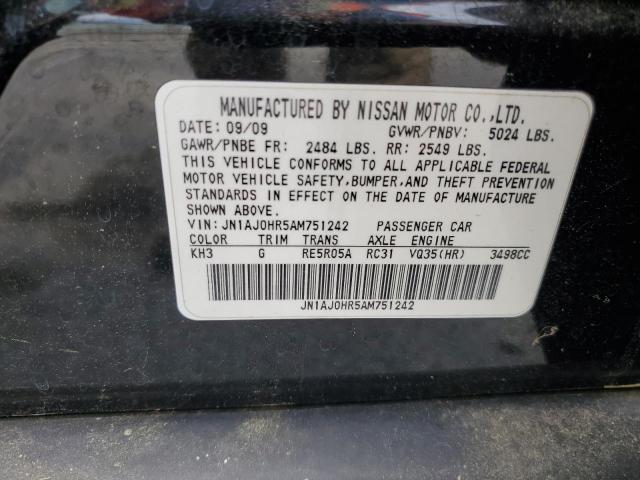 MANUFACTURED BY NISSAN MOTOR CO.,LTD.
DATE: 09/09 GVWR/PNBV: 5024 LBS.
GAWR/PNBE FR: 2484 LBS. RR: 2549 LBS.
THIS VEHICLE CONFORMS TO ALL APPLICABLE FEDERAL
MOTOR VEHICLE SAFETY,BUMPER,AND THEFT PREVENTION
STANDARDS IN EFFECT ON THE DATE OF MANUFACTURE
SHOWN ABOVE.
VIN: JN1AJ0HR5AM751242 PASSENGER CAR
COLOR TRIM TRANS AXLE ENGINE
KH3 G RE5R05A RC31 VQ35(HR) 3498CC
JN1AJ0HR5AM751242